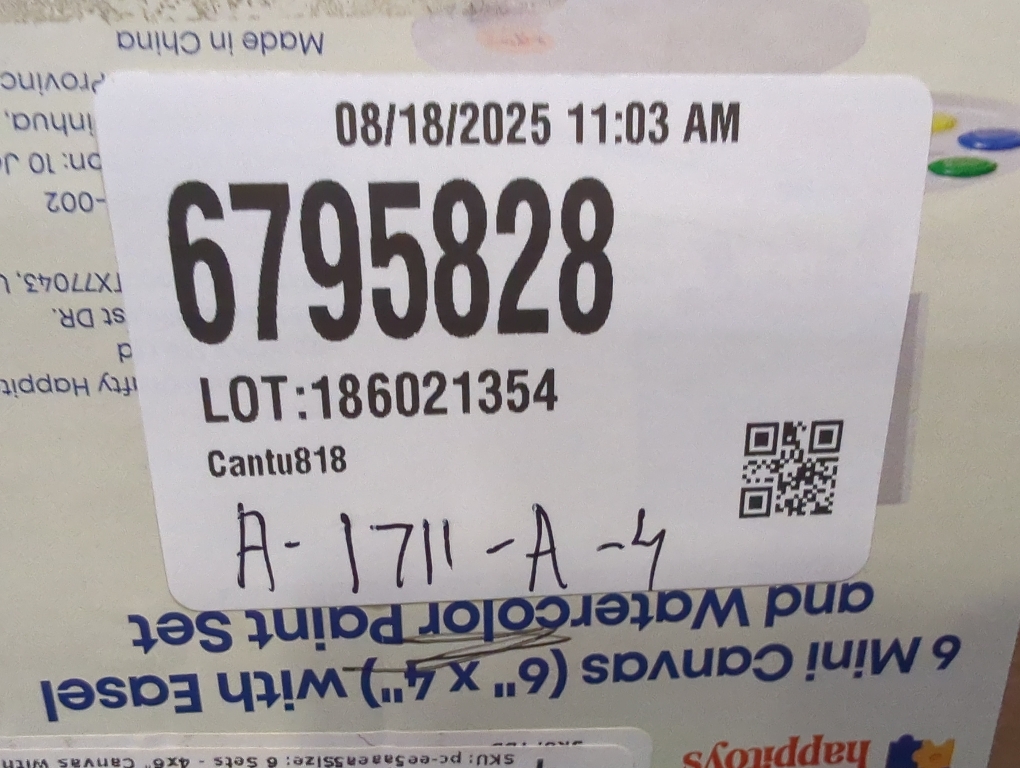 08/18/2025 11:03 AM
6795828
LOT:186021354
Cantu818
A-1711-A-4
happitoys
6 Mini Canvas (6" x 4") with Easel
and Watercolor Paint Set
-002
Made in China